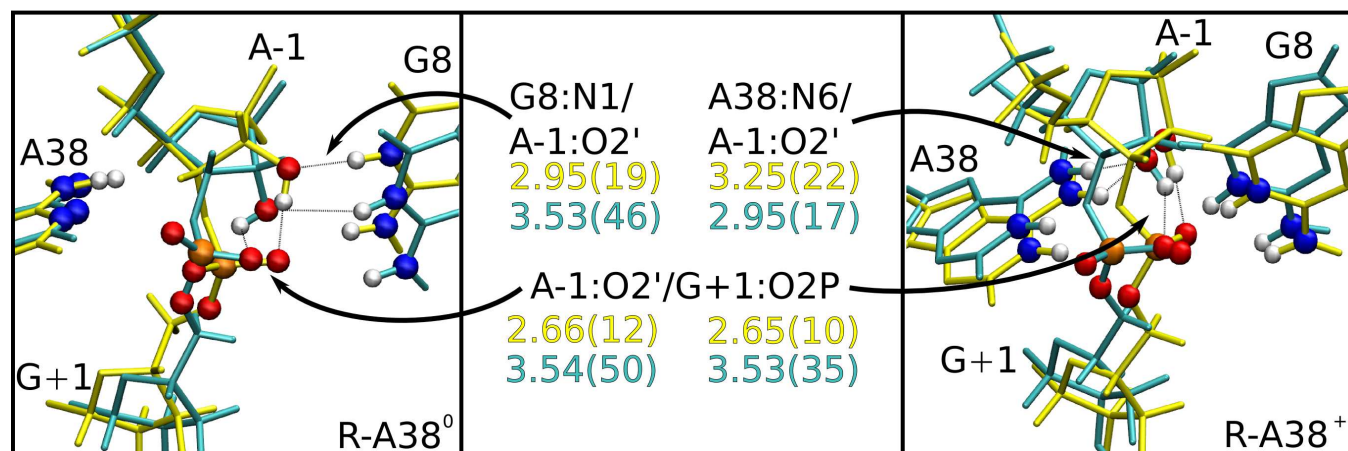 A-1
G8
A38
G+1
R-A38⁰
G8:N1/
A-1:O2'
2.95(19)
3.53(46)
A38:N6/
A-1:O2'
3.25(22)
2.95(17)
A-1:O2'/G+1:O2P
2.66(12) 2.65(10)
3.54(50) 3.53(35)
A-1
G8
A38
G+1
R-A38⁺